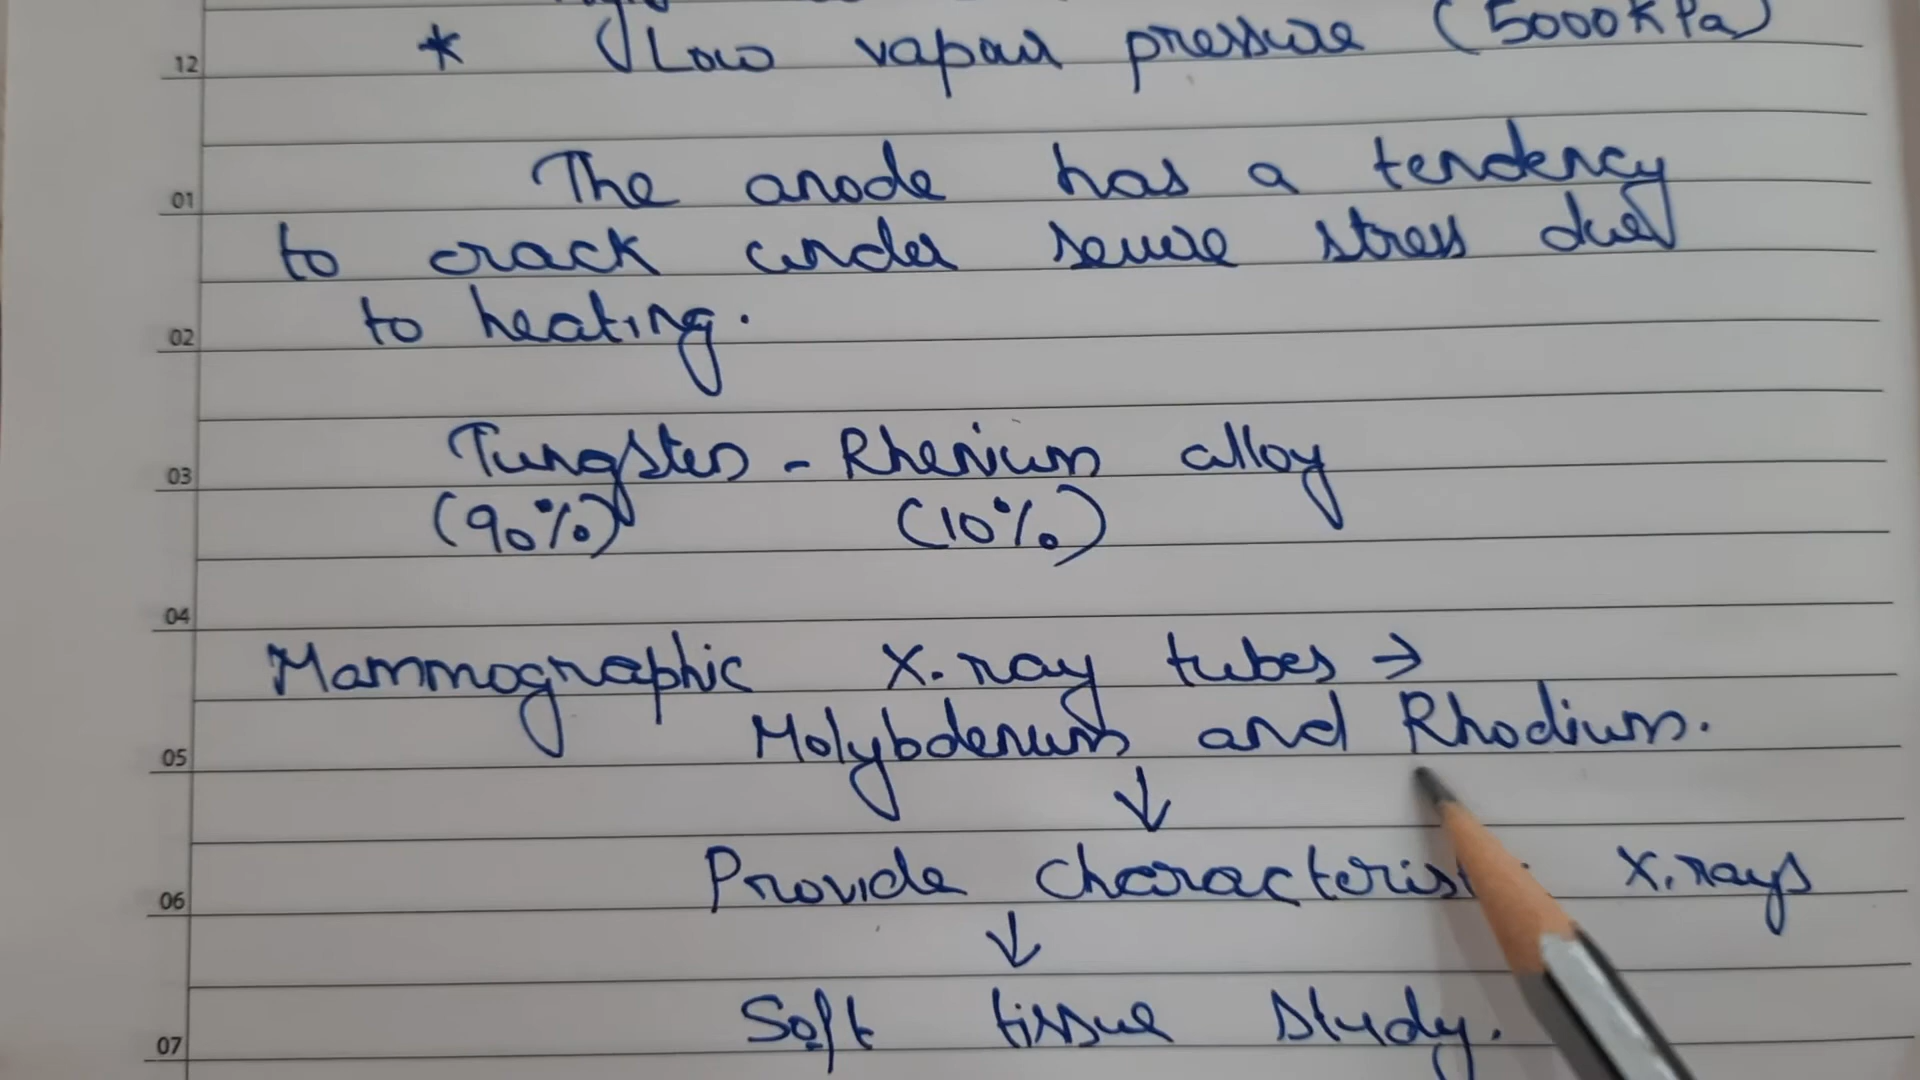 12
* Low vapour pressure (5000 kPa)
The anode has a tendency
01
to crack under severe stress due
to heating.
02
Tungsten - Rhenium alloy
03
(90%) (10%)
04
Mammographic X-ray tubes →
Molybdenum and Rhodium.
05
↓
Provide characteris X-rays
06
↓
Soft tissue study.
07